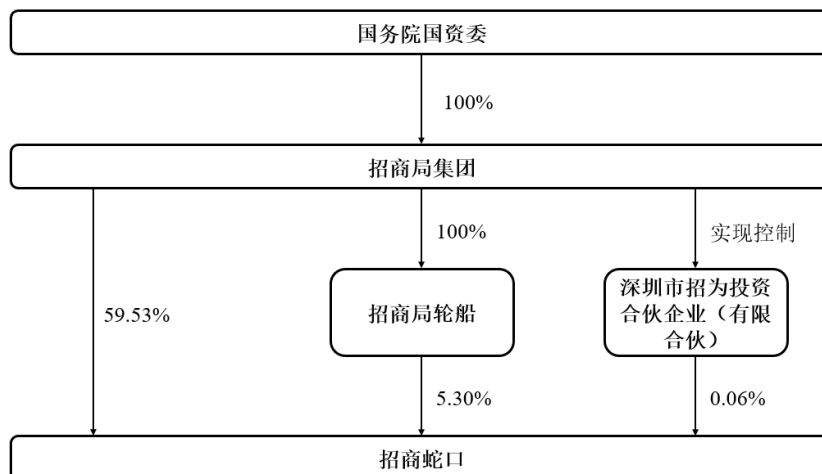 国务院国资委
100%
招商局集团
100%
实现控制
59.53%
招商局轮船
深圳市招为投资
合伙企业（有限
合伙）
5.30%
0.06%
招商蛇口